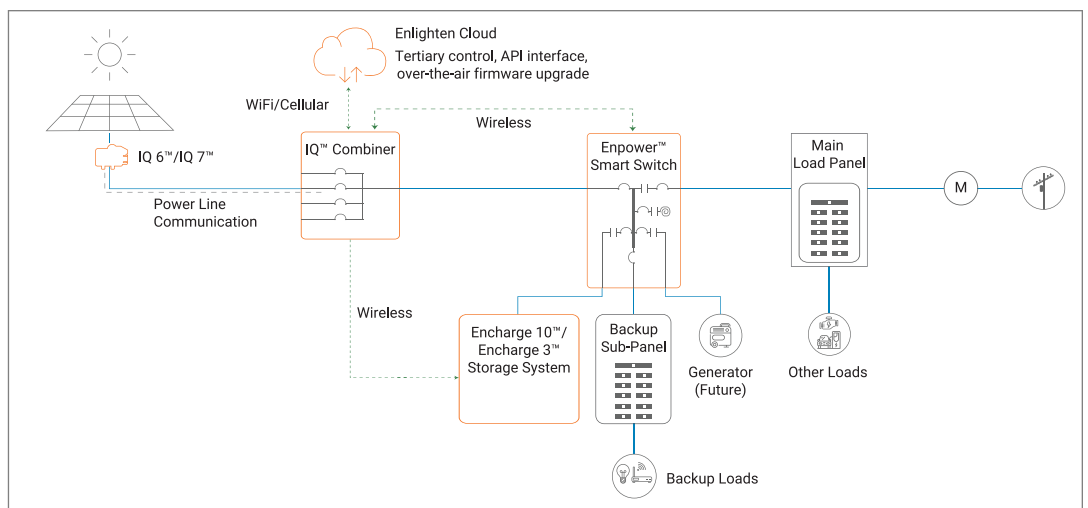 Enlighten Cloud
Tertiary control, API interface,
over-the-air firmware upgrade
WiFi/Cellular
Wireless
IQ™ Combiner
Enpower™
Smart Switch
Main
Load Panel
IQ 6™/IQ 7™
M
Power Line
Communication
Wireless
Encharge 10™/
Encharge 3™
Storage System
Backup
Sub-Panel
Generator
(Future)
Other Loads
Backup Loads